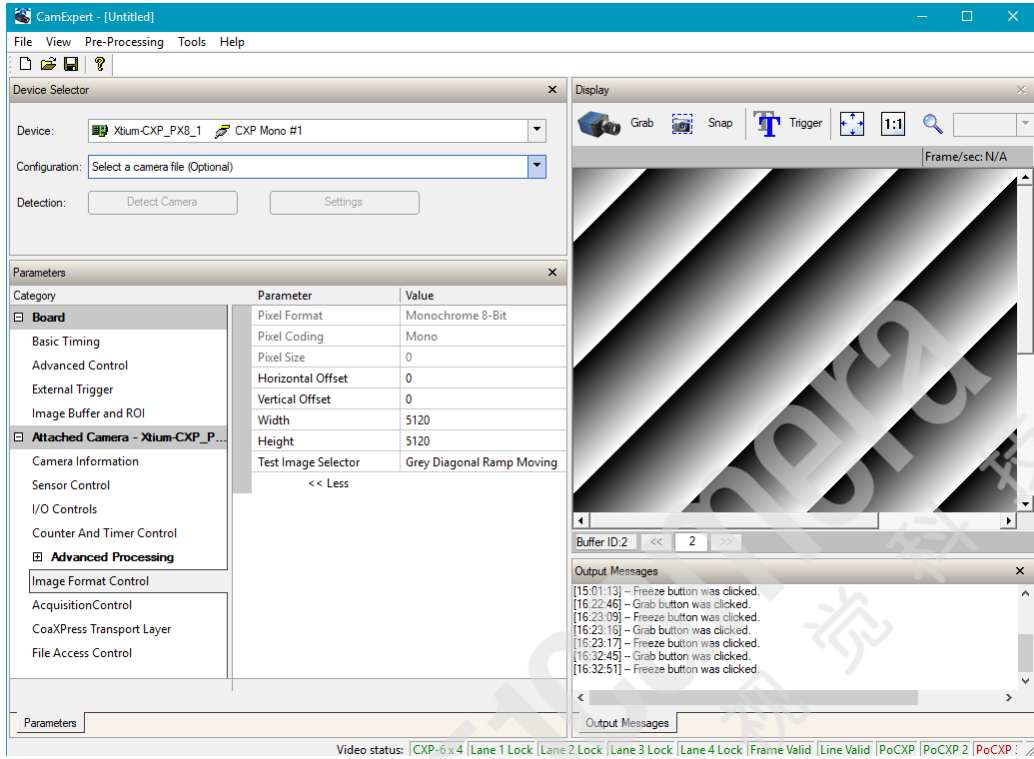 CamExpert - [Untitled]
File View Pre-Processing Tools Help
Device Selector
Device: Xtium-CXP_PX8_1 CXP Mono #1
Configuration: Select a camera file (Optional)
Detection: Detect Camera Settings
Parameters
Category
Board
Basic Timing
Advanced Control
External Trigger
Image Buffer and ROI
Attached Camera - Xtium-CXP_P...
Camera Information
Sensor Control
I/O Controls
Counter And Timer Control
Advanced Processing
Image Format Control
AcquisitionControl
CoaXPress Transport Layer
File Access Control
Parameter Value
Pixel Format Monochrome 8-Bit
Pixel Coding Mono
Pixel Size 0
Horizontal Offset 0
Vertical Offset 0
Width 5120
Height 5120
Test Image Selector Grey Diagonal Ramp Moving
<< Less
Parameters
Display
Grab Snap Trigger 1:1
Frame/sec: N/A
Buffer ID:2 << 2 >>
Output Messages
[15:01:13] -- Freeze button was clicked.
[16:22:46] -- Grab button was clicked.
[16:23:09] -- Freeze button was clicked.
[16:23:16] -- Grab button was clicked.
[16:23:17] -- Freeze button was clicked.
[16:32:45] -- Grab button was clicked.
[16:32:51] -- Freeze button was clicked.
Output Messages
Video status: CXP-6 x 4 Lane 1 Lock Lane 2 Lock Lane 3 Lock Lane 4 Lock Frame Valid Line Valid PoCXP PoCXP 2 PoCXP
视觉科技